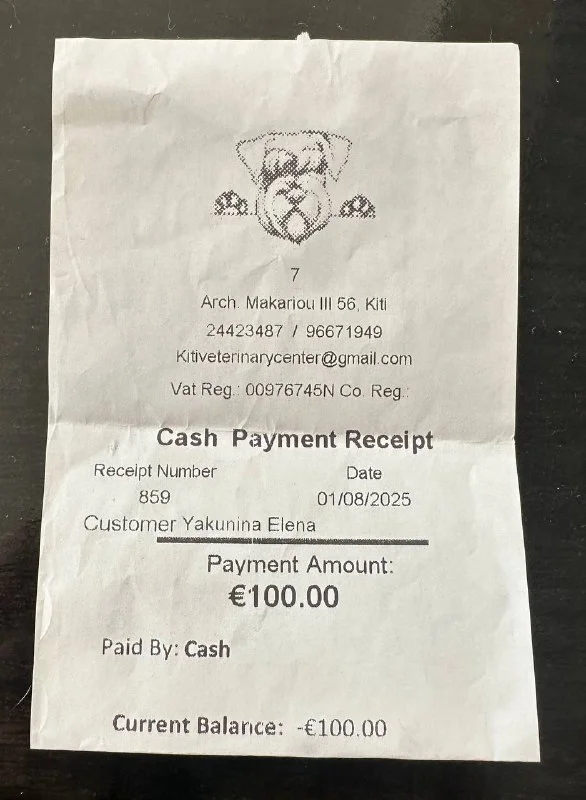 7
Arch. Makariou III 56, Kiti
24423487 / 96671949
Kitiveterinarycenter@gmail.com
Vat Reg.: 00976745N Co. Reg.:
Cash Payment Receipt
Receipt Number Date
859 01/08/2025
Customer Yakunina Elena
Payment Amount:
€100.00
Paid By: Cash
Current Balance: -€100.00